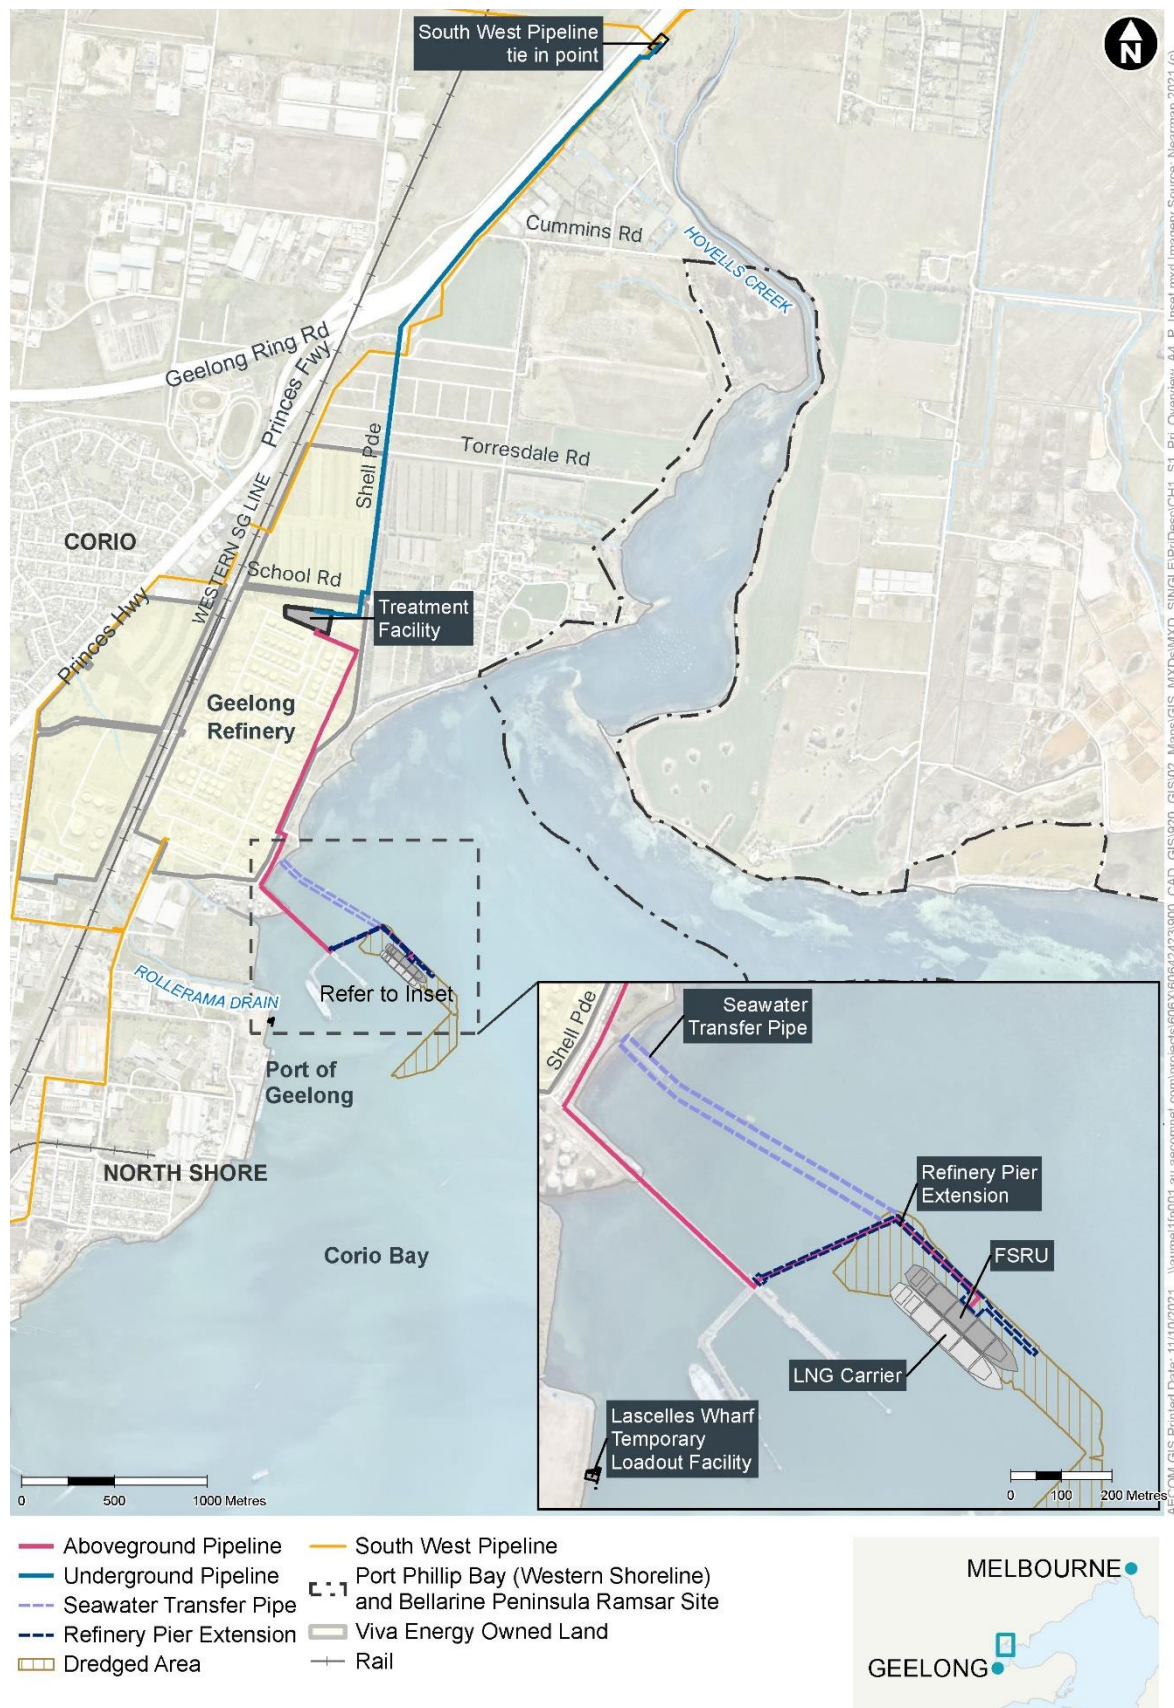 South West Pipeline
tie in point
N
Cummins Rd
HOVELLS CREEK
Geelong Ring Rd
Princes Fwy
Shell Pde
Torresdale Rd
CORIO
WESTERN SG LINE
School Rd
Princes Hwy
Treatment
Facility
Geelong
Refinery
ROLLERAMA DRAIN
Refer to Inset
Port of
Geelong
NORTH SHORE
Corio Bay
Shell Pde
Seawater
Transfer Pipe
Refinery Pier
Extension
FSRU
LNG Carrier
Lascelles Wharf
Temporary
Loadout Facility
0 500 1000 Metres
0 100 200 Metres
Aboveground Pipeline
Underground Pipeline
Seawater Transfer Pipe
Refinery Pier Extension
Dredged Area
South West Pipeline
Port Phillip Bay (Western Shoreline)
and Bellarine Peninsula Ramsar Site
Viva Energy Owned Land
Rail
MELBOURNE
GEELONG